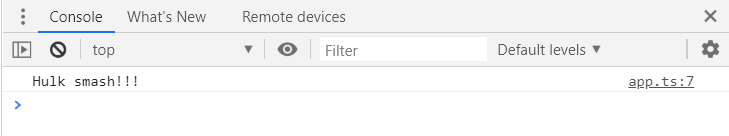 Console What's New Remote devices
top Filter Default levels
Hulk smash!!! app.ts:7